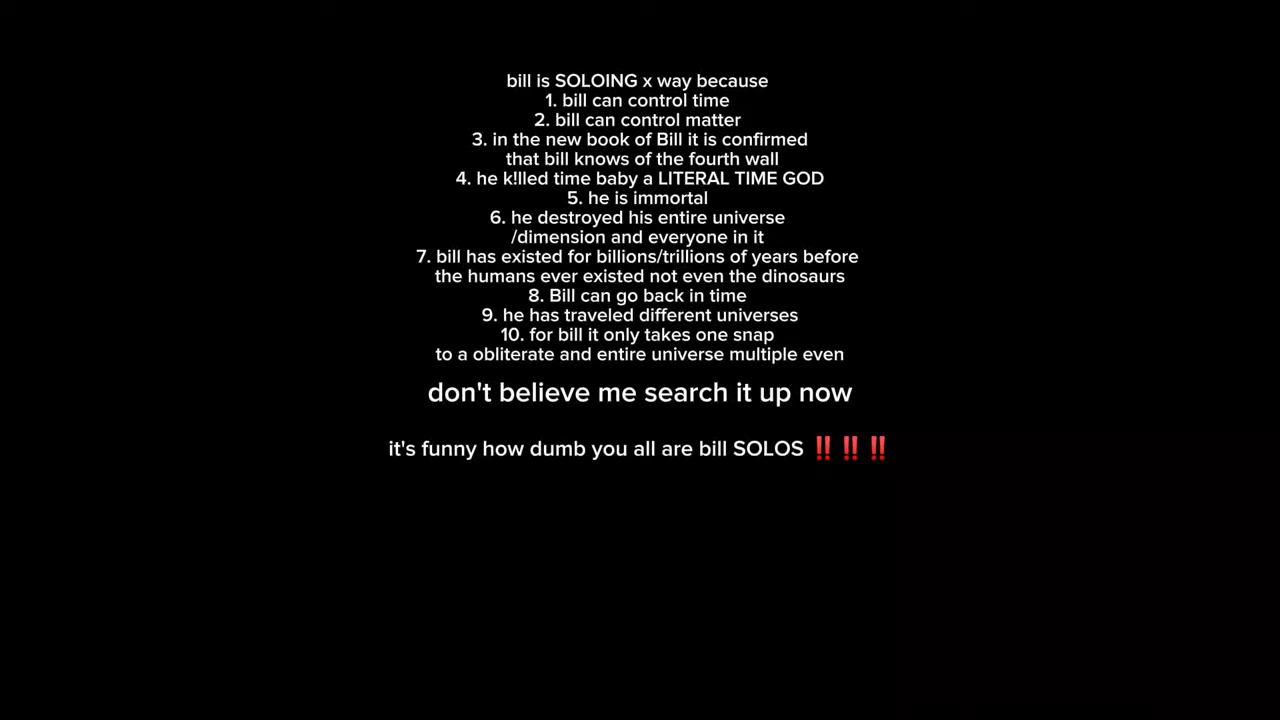 bill is SOLOING x way because
1. bill can control time
2. bill can control matter
3. in the new book of Bill it is confirmed
that bill knows of the fourth wall
4. he k!lled time baby a LITERAL TIME GOD
5. he is immortal
6. he destroyed his entire universe
/dimension and everyone in it
7. bill has existed for billions/trillions of years before
the humans ever existed not even the dinosaurs
8. Bill can go back in time
9. he has traveled different universes
10. for bill it only takes one snap
to a obliterate and entire universe multiple even
don't believe me search it up now
it's funny how dumb you all are bill SOLOS ‼️ ‼️ ‼️